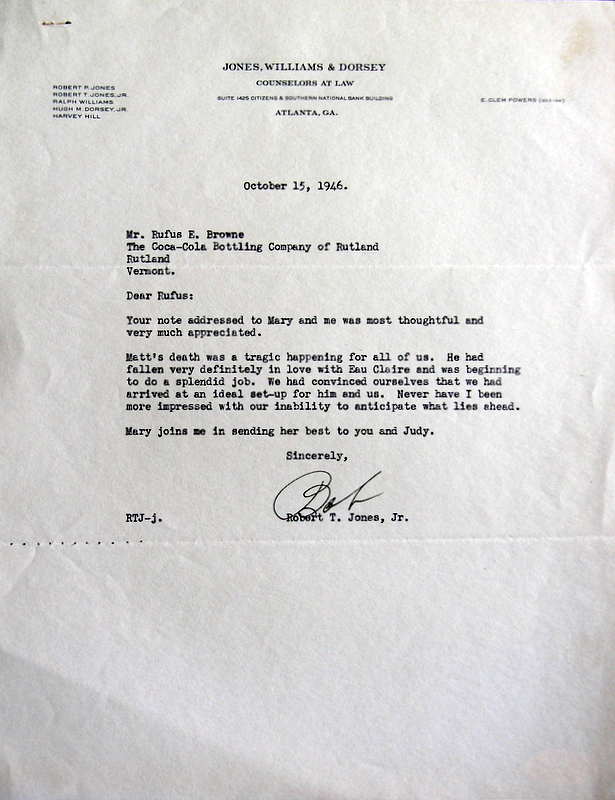 JONES, WILLIAMS & DORSEY
COUNSELORS AT LAW
SUITE 1425 CITIZENS & SOUTHERN NATIONAL BANK BUILDING
ATLANTA, GA.
ROBERT P. JONES
ROBERT T. JONES, JR.
RALPH WILLIAMS
HUGH M. DORSEY, JR.
HARVEY HILL
E. CLEM POWERS
October 15, 1946.
Mr. Rufus E. Browne
The Coca-Cola Bottling Company of Rutland
Rutland
Vermont.
Dear Rufus:
Your note addressed to Mary and me was most thoughtful and
very much appreciated.
Matt's death was a tragic happening for all of us. He had
fallen very definitely in love with Eau Claire and was beginning
to do a splendid job. We had convinced ourselves that we had
arrived at an ideal set-up for him and us. Never have I been
more impressed with our inability to anticipate what lies ahead.
Mary joins me in sending her best to you and Judy.
Sincerely,
Bob
RTJ-j. Robert T. Jones, Jr.